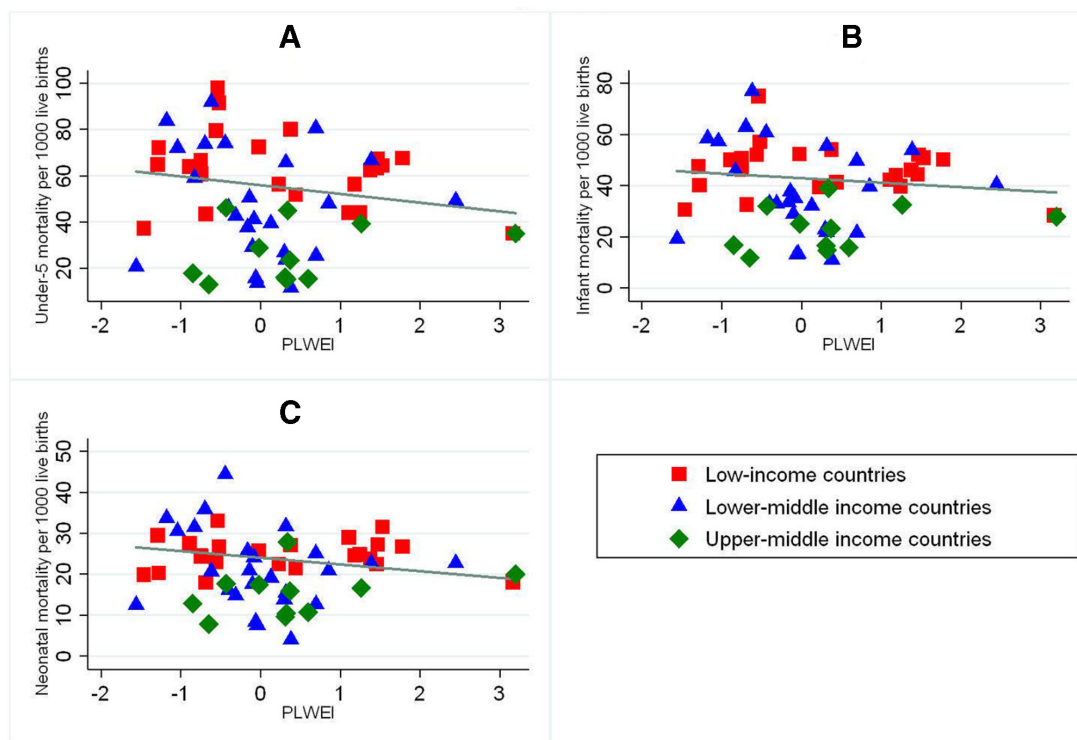 A
Under-5 mortality per 1000 live births
100
80
60
40
20
-2 -1 0 1 2 3
PLWEI
B
Infant mortality per 1000 live births
80
60
40
20
0
-2 -1 0 1 2 3
PLWEI
C
Neonatal mortality per 1000 live births
50
40
30
20
10
0
-2 -1 0 1 2 3
PLWEI
Low-income countries
Lower-middle income countries
Upper-middle income countries